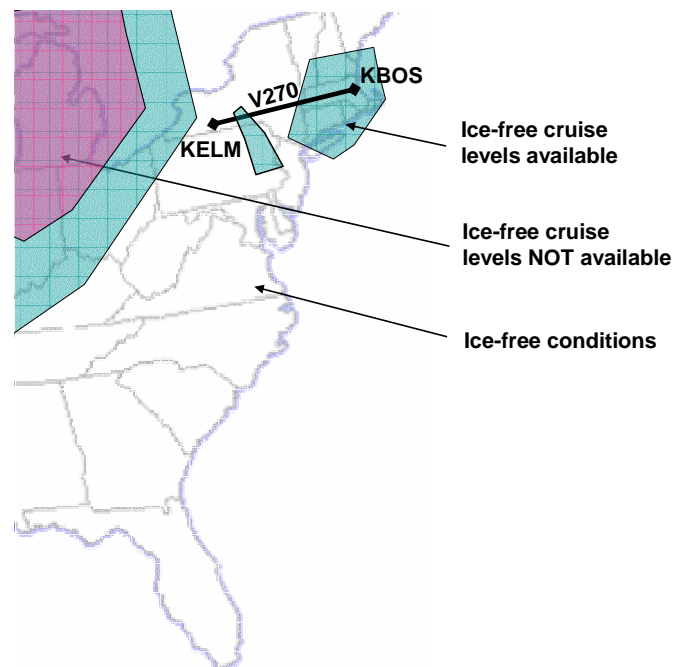 KBOS
V270
KELM
Ice-free cruise
levels available
Ice-free cruise
levels NOT available
Ice-free conditions